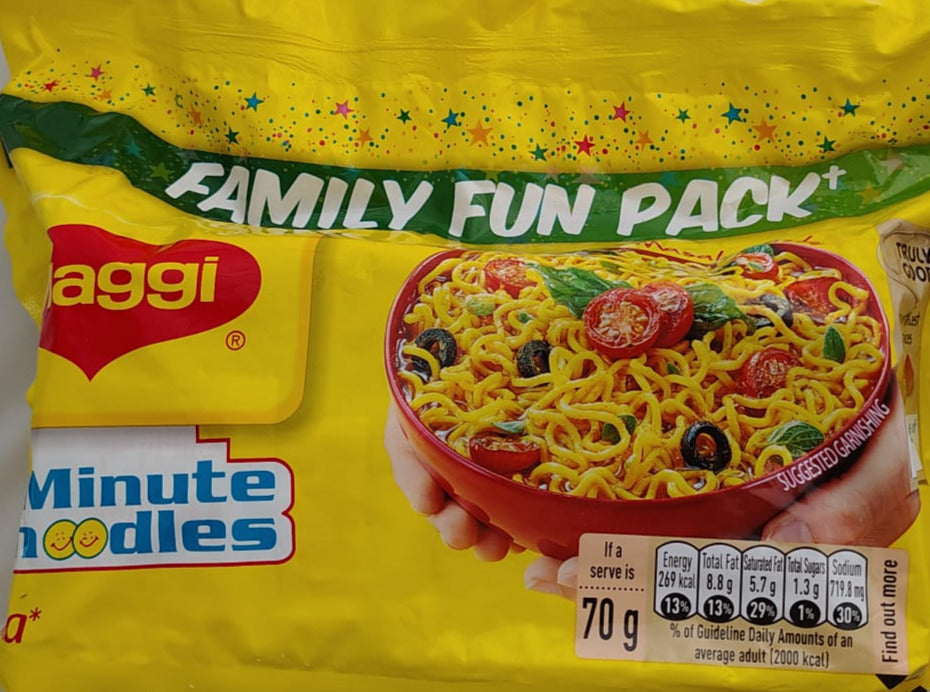 FAMILY FUN PACK†
aggi
®
TRULY
GOOD
Minute
noodles
a*
SUGGESTED GARNISHING
If a
serve is
70 g
Energy
269 kcal
13%
Total Fat
8.8 g
13%
Saturated Fat
5.7 g
29%
Total Sugars
1.3 g
1%
Sodium
719.8 mg
30%
% of Guideline Daily Amounts of an
average adult (2000 kcal)
Find out more